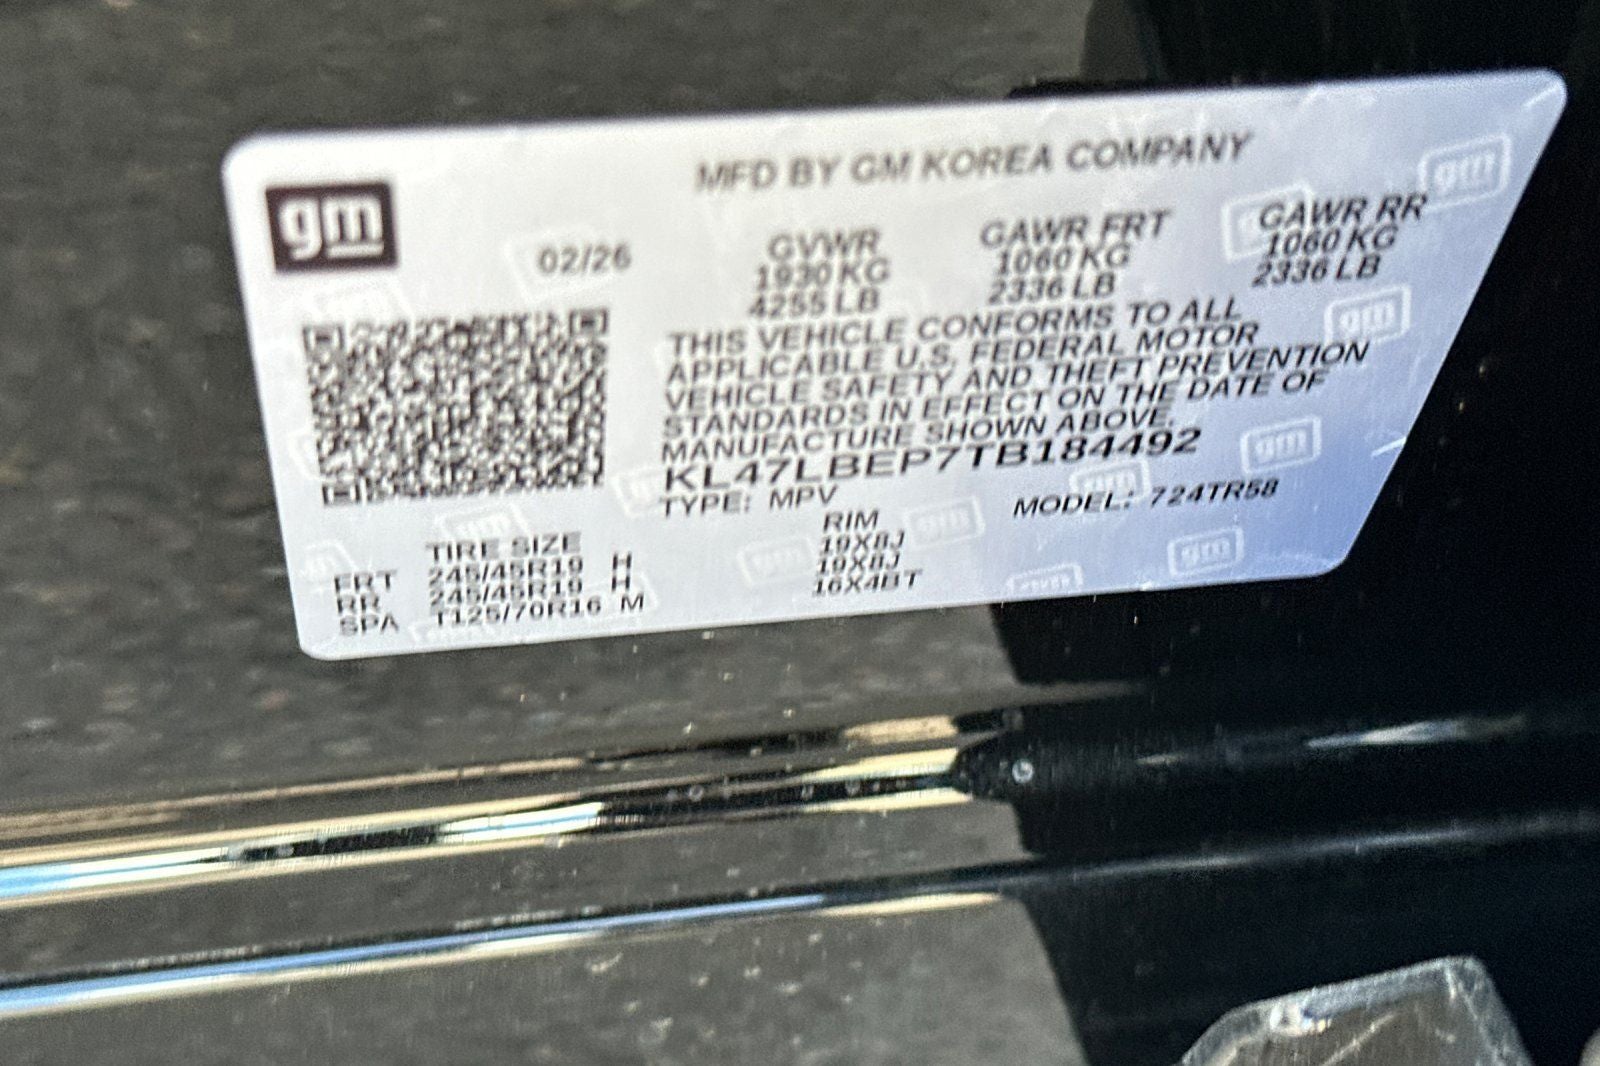 gm
MFD BY GM KOREA COMPANY
02/26
GVWR GAWR FRT GAWR RR
1930 KG 1060 KG 1060 KG
4255 LB 2336 LB 2336 LB
THIS VEHICLE CONFORMS TO ALL
APPLICABLE U.S. FEDERAL MOTOR
VEHICLE SAFETY AND THEFT PREVENTION
STANDARDS IN EFFECT ON THE DATE OF
MANUFACTURE SHOWN ABOVE.
KL47LBEP7TB184492
TYPE: MPV MODEL: 724TR58
TIRE SIZE RIM
FRT 245/45R19 H 19X8J
RR 245/45R19 H 19X8J
SPA T125/70R16 M 16X4BT